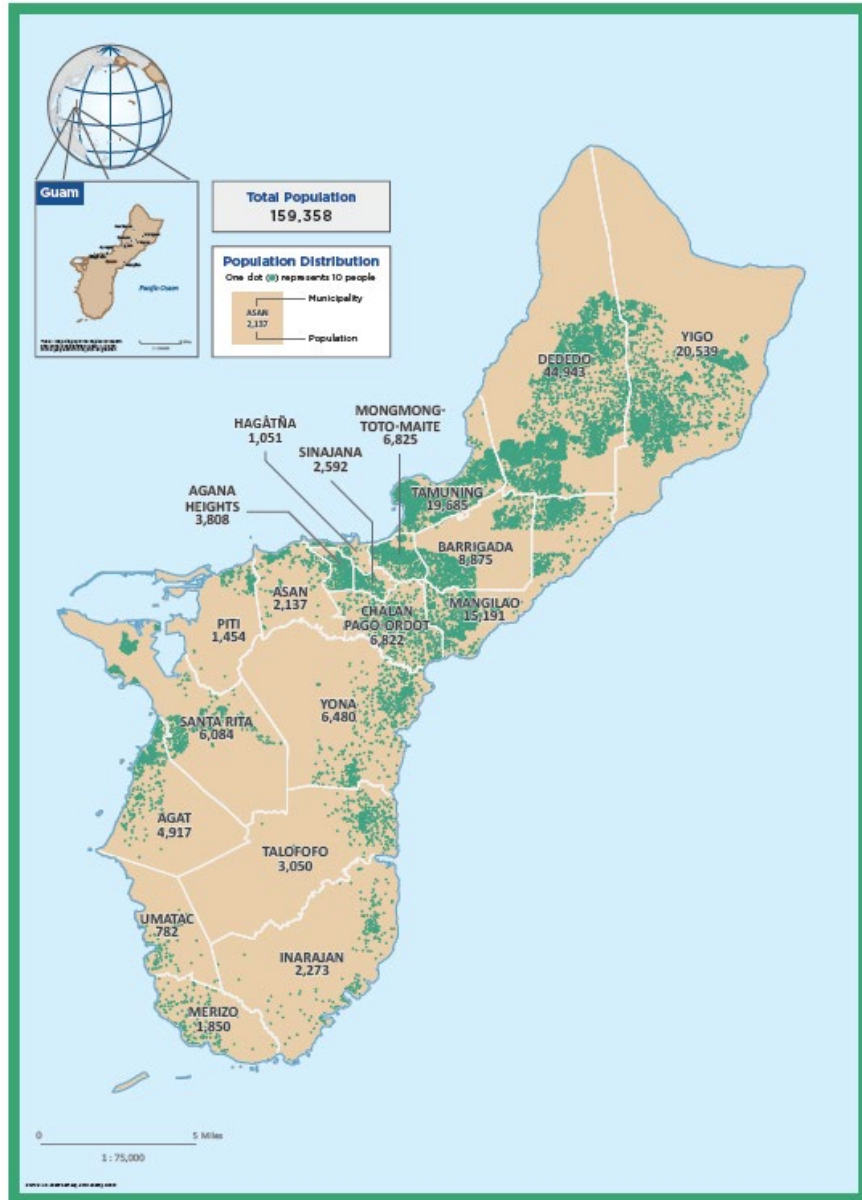 Guam
Pacific Ocean
Total Population
159,358
Population Distribution
One dot ( ) represents 10 people
Municipality
ASAN
2,137
Population
YIGO
20,539
DEDEDO
44,943
MONGMONG-
TOTO-MAITE
6,825
HAGÅTÑA
1,051
SINAJANA
2,592
AGANA
HEIGHTS
3,808
TAMUNING
19,685
BARRIGADA
8,875
ASAN
2,137
MANGILAO
15,191
CHALAN
PAGO-ORDOT
6,822
PITI
1,454
YONA
6,480
SANTA RITA
6,084
AGAT
4,917
TALOFOFO
3,050
UMATAC
782
INARAJAN
2,273
MERIZO
1,850
0 5 Miles
1 : 75,000